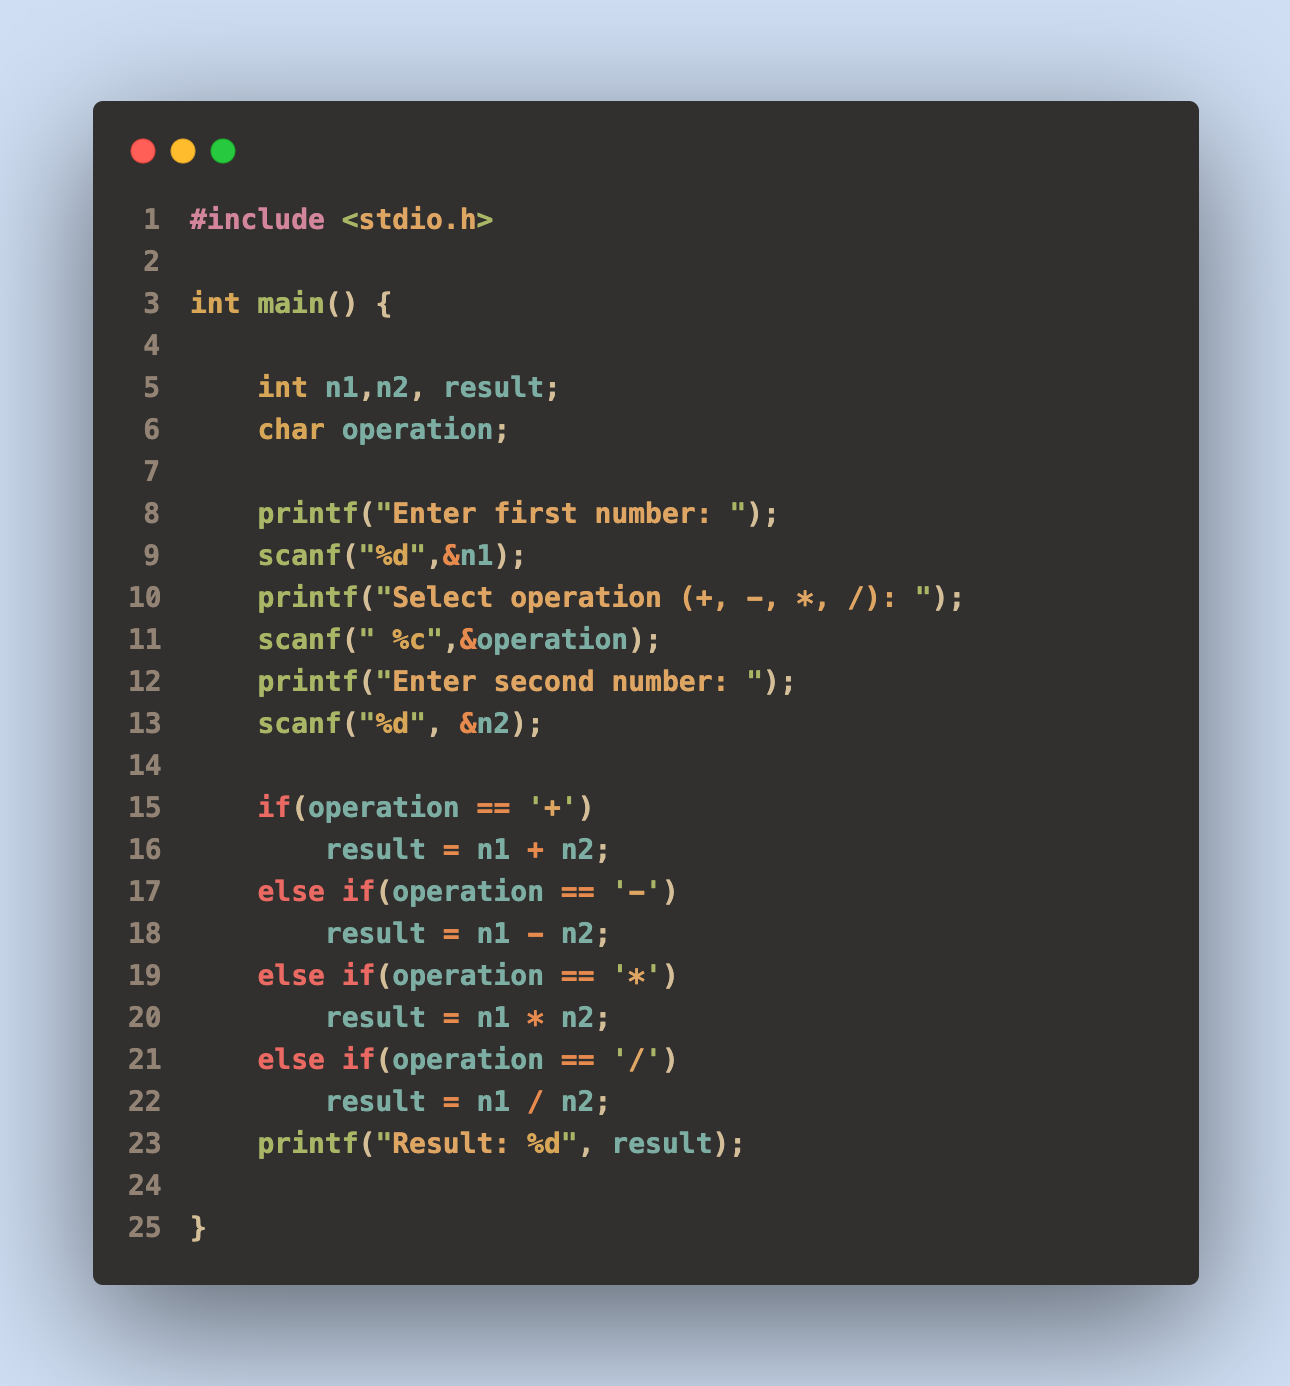 1 #include <stdio.h>
2
3 int main() {
4
5     int n1,n2, result;
6     char operation;
7
8     printf("Enter first number: ");
9     scanf("%d",&n1);
10     printf("Select operation (+, -, *, /): ");
11     scanf(" %c",&operation);
12     printf("Enter second number: ");
13     scanf("%d", &n2);
14
15     if(operation == '+')
16         result = n1 + n2;
17     else if(operation == '-')
18         result = n1 - n2;
19     else if(operation == '*')
20         result = n1 * n2;
21     else if(operation == '/')
22         result = n1 / n2;
23     printf("Result: %d", result);
24
25 }